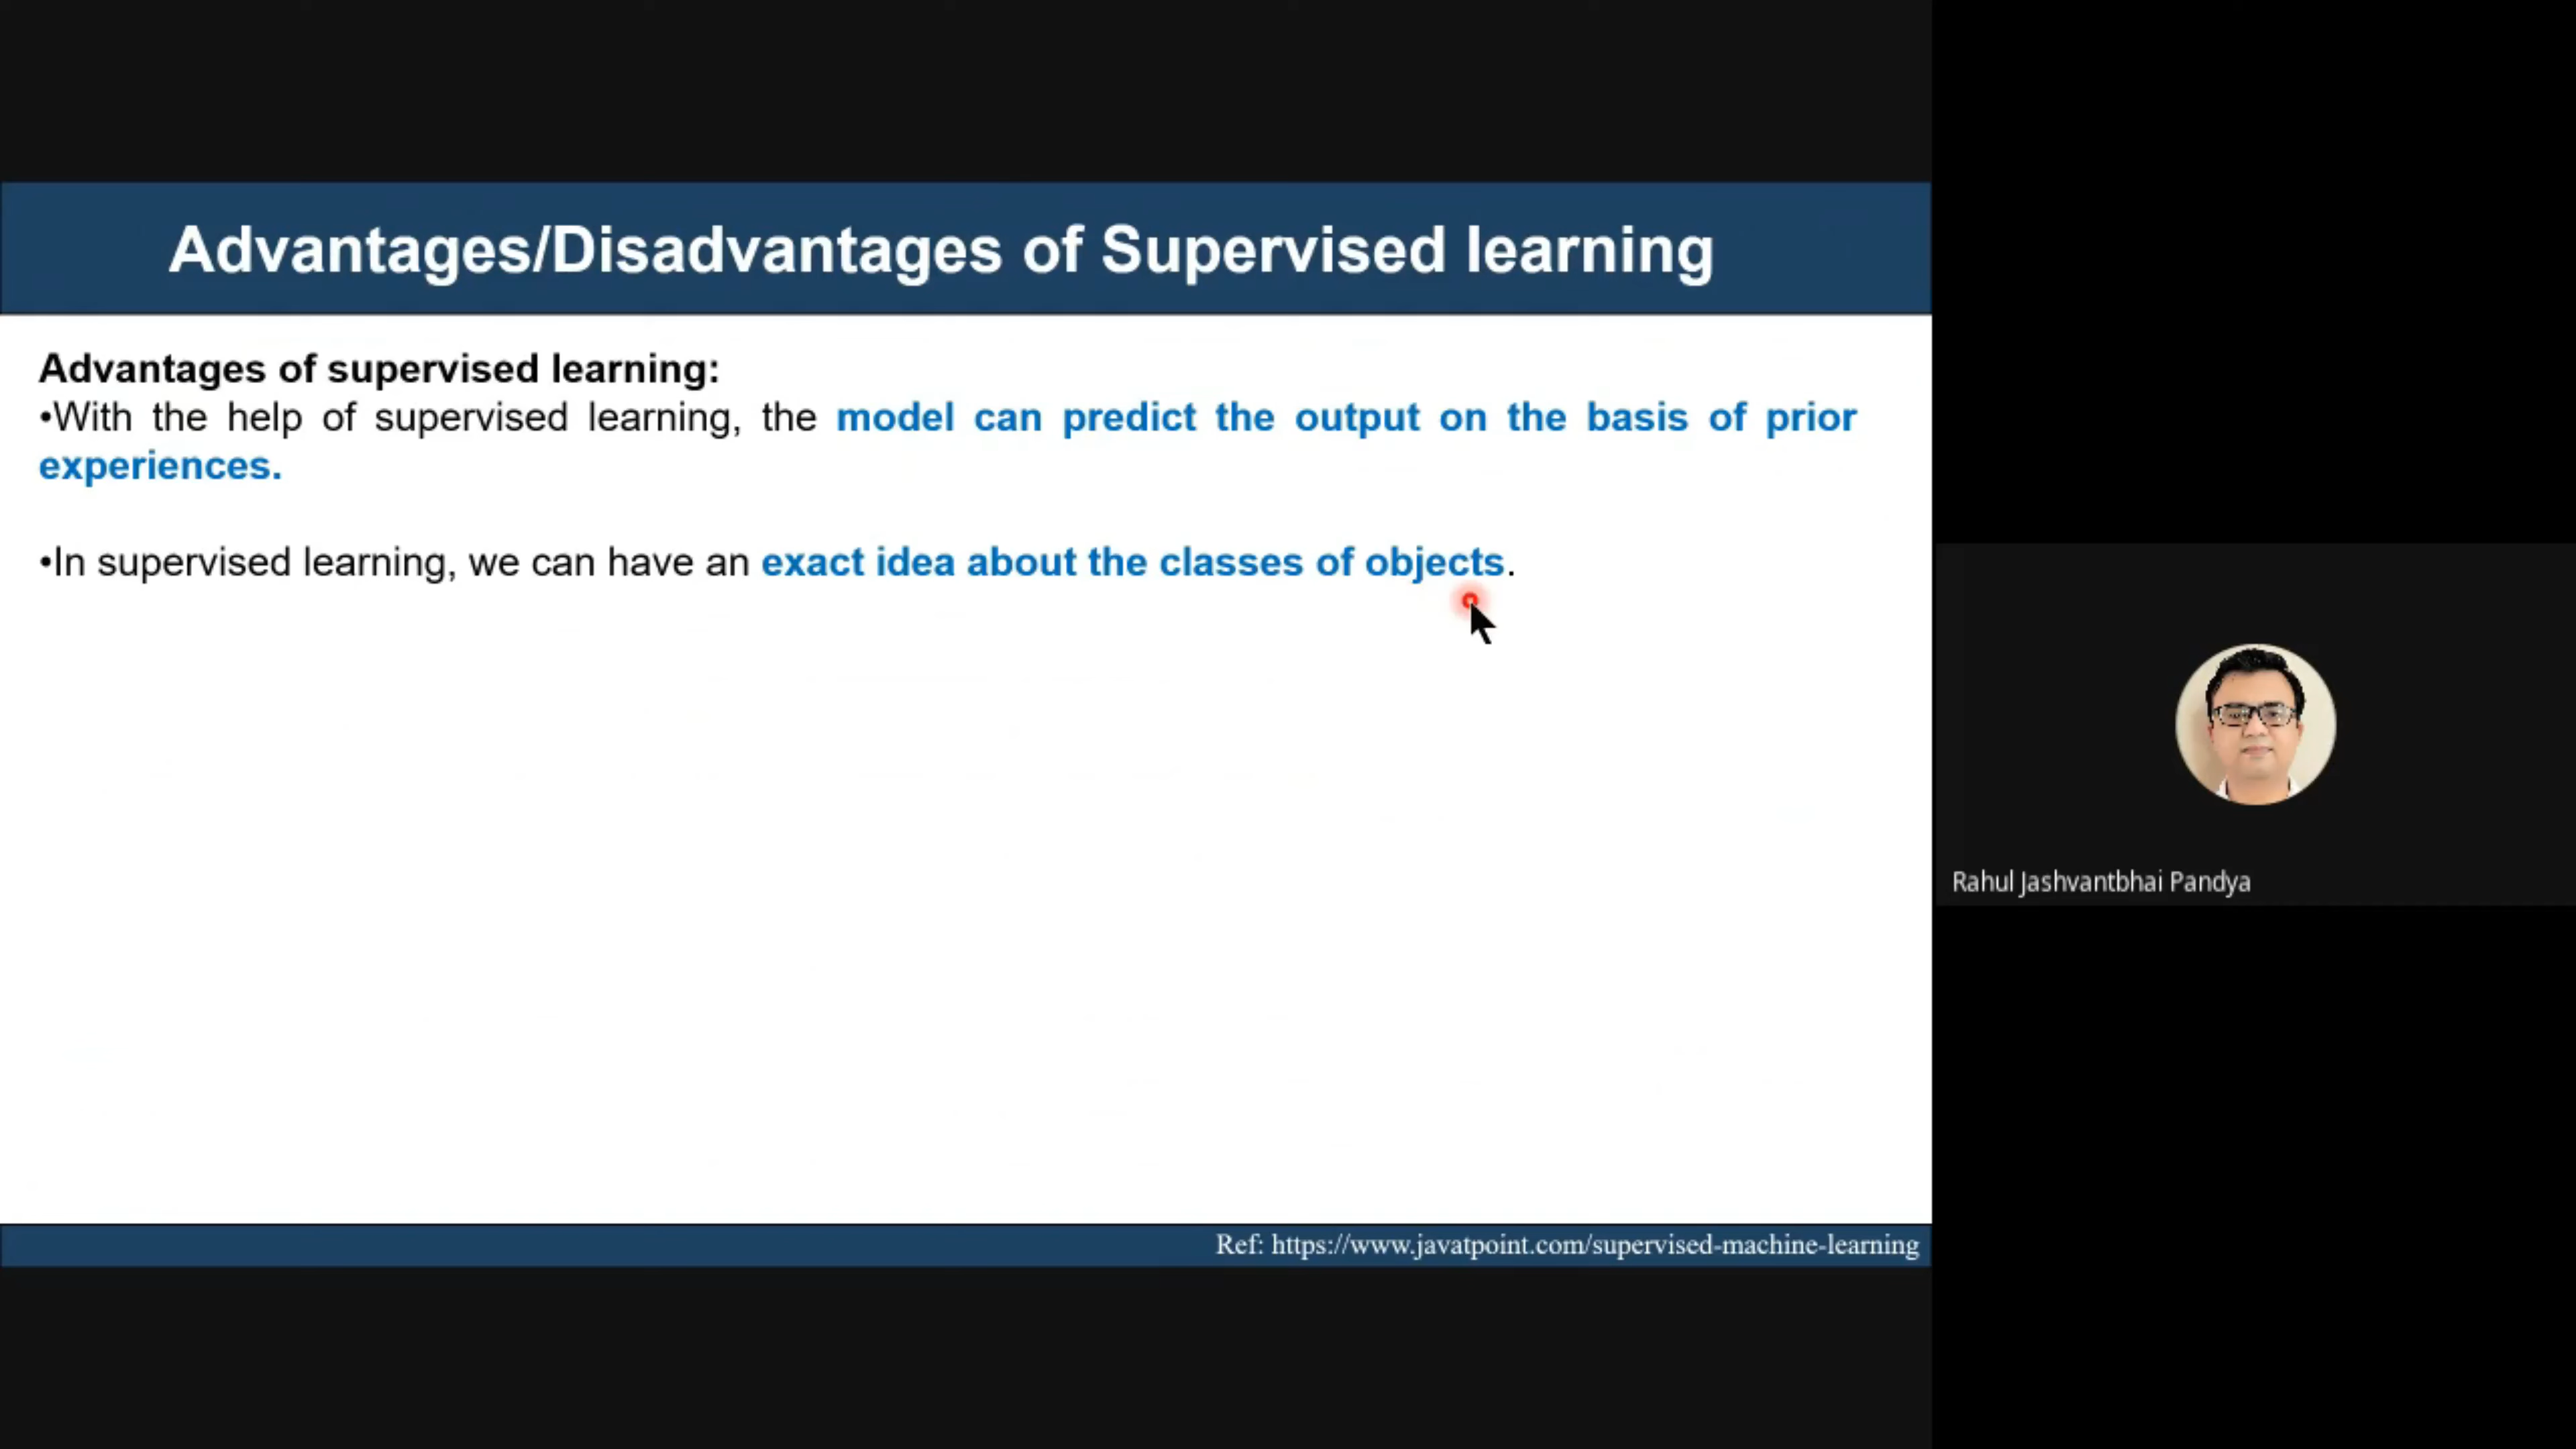 Advantages/Disadvantages of Supervised learning
Advantages of supervised learning:
•With the help of supervised learning, the model can predict the output on the basis of prior
experiences.
•In supervised learning, we can have an exact idea about the classes of objects.
Rahul Jashvantbhai Pandya
Ref: https://www.javatpoint.com/supervised-machine-learning